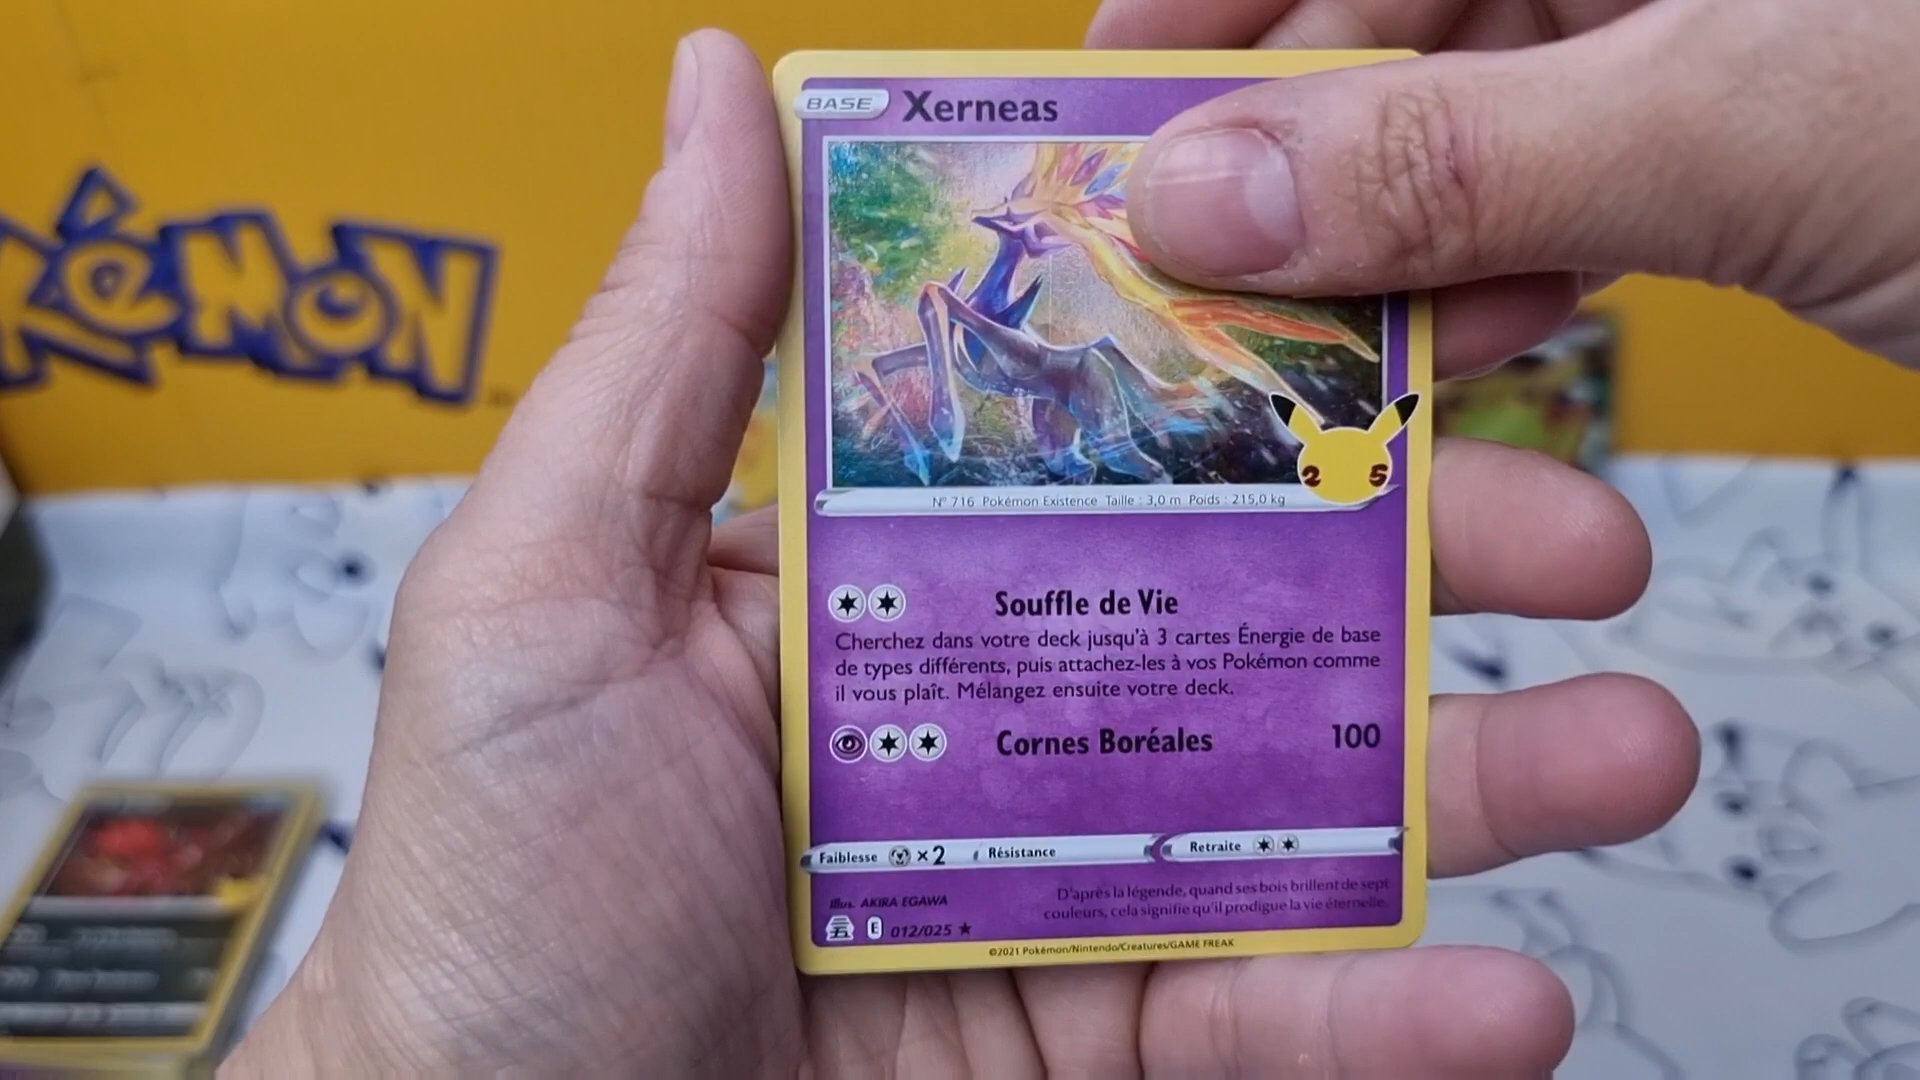 POKéMON
BASE Xerneas
25
N° 716 Pokémon Existence Taille : 3,0 m Poids : 215,0 kg
Souffle de Vie
Cherchez dans votre deck jusqu'à 3 cartes Énergie de base
de types différents, puis attachez-les à vos Pokémon comme
il vous plaît. Mélangez ensuite votre deck.
Cornes Boréales 100
Faiblesse ×2 Résistance Retraite
Illus. AKIRA EGAWA
D'après la légende, quand ses bois brillent de sept
couleurs, cela signifie qu'il prodigue la vie éternelle.
E 012/025 ★
©2021 Pokémon/Nintendo/Creatures/GAME FREAK